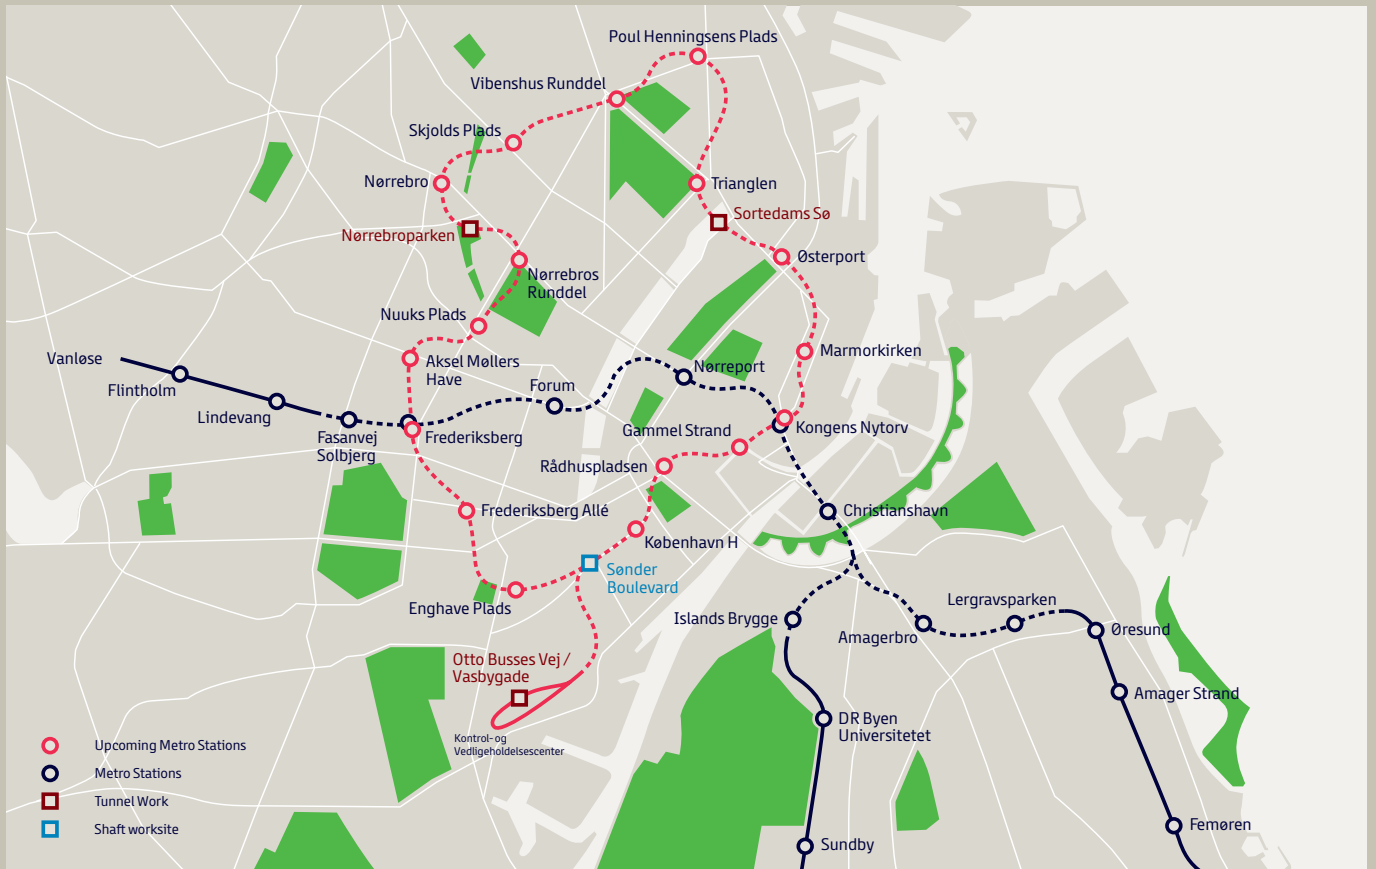 Poul Henningsens Plads
Vibenshus Runddel
Skjolds Plads
Nørrebro
Trianglen
Sortedams Sø
Nørrebroparken
Østerport
Nørrebros
Runddel
Nuuks Plads
Marmorkirken
Vanløse
Aksel Møllers
Have
Nørreport
Flintholm
Forum
Lindevang
Gammel Strand
Kongens Nytorv
Fasanvej
Solbjerg
Frederiksberg
Rådhuspladsen
Frederiksberg Allé
Christianshavn
København H
Sønder
Boulevard
Enghave Plads
Islands Brygge
Lergravsparken
Amagerbro
Øresund
Otto Busses Vej /
Vasbygade
Amager Strand
DR Byen
Universitetet
Kontrol- og
Vedligeholdelsescenter
Upcoming Metro Stations
Metro Stations
Tunnel Work
Shaft worksite
Femøren
Sundby